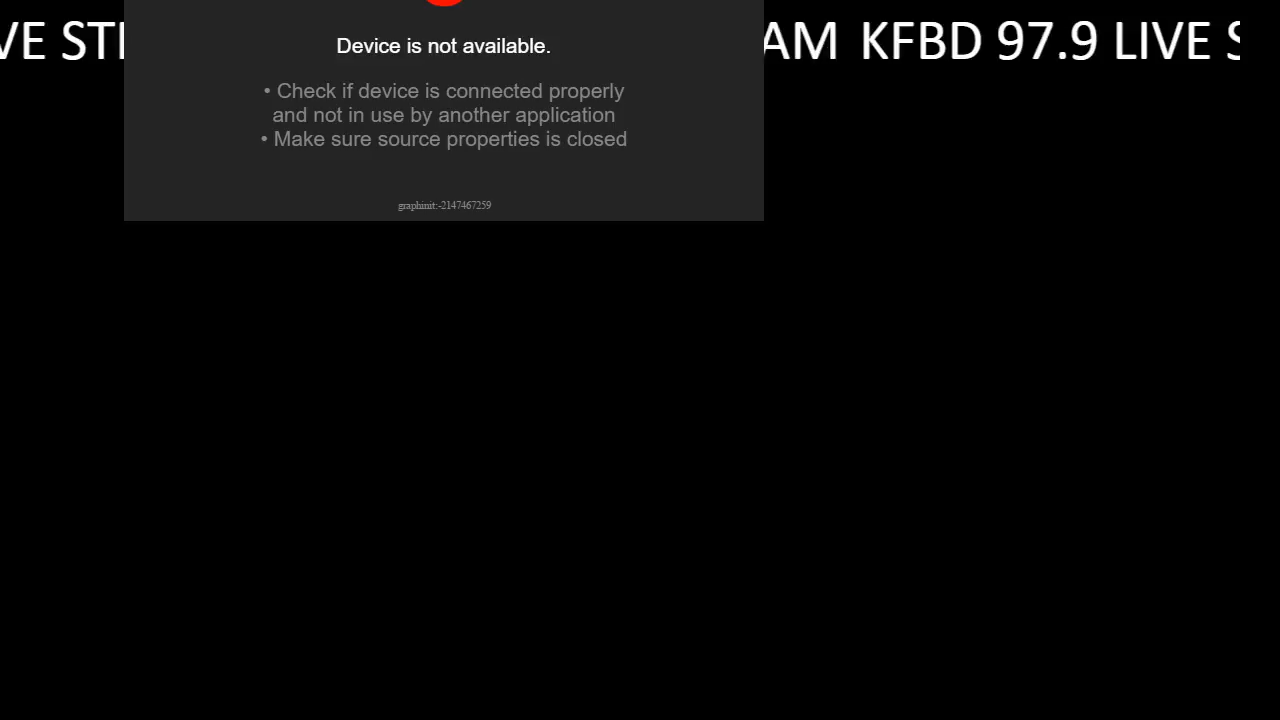 VE ST
AM KFBD 97.9 LIVE S
Device is not available.
• Check if device is connected properly
and not in use by another application
• Make sure source properties is closed
graphinit:-2147467259